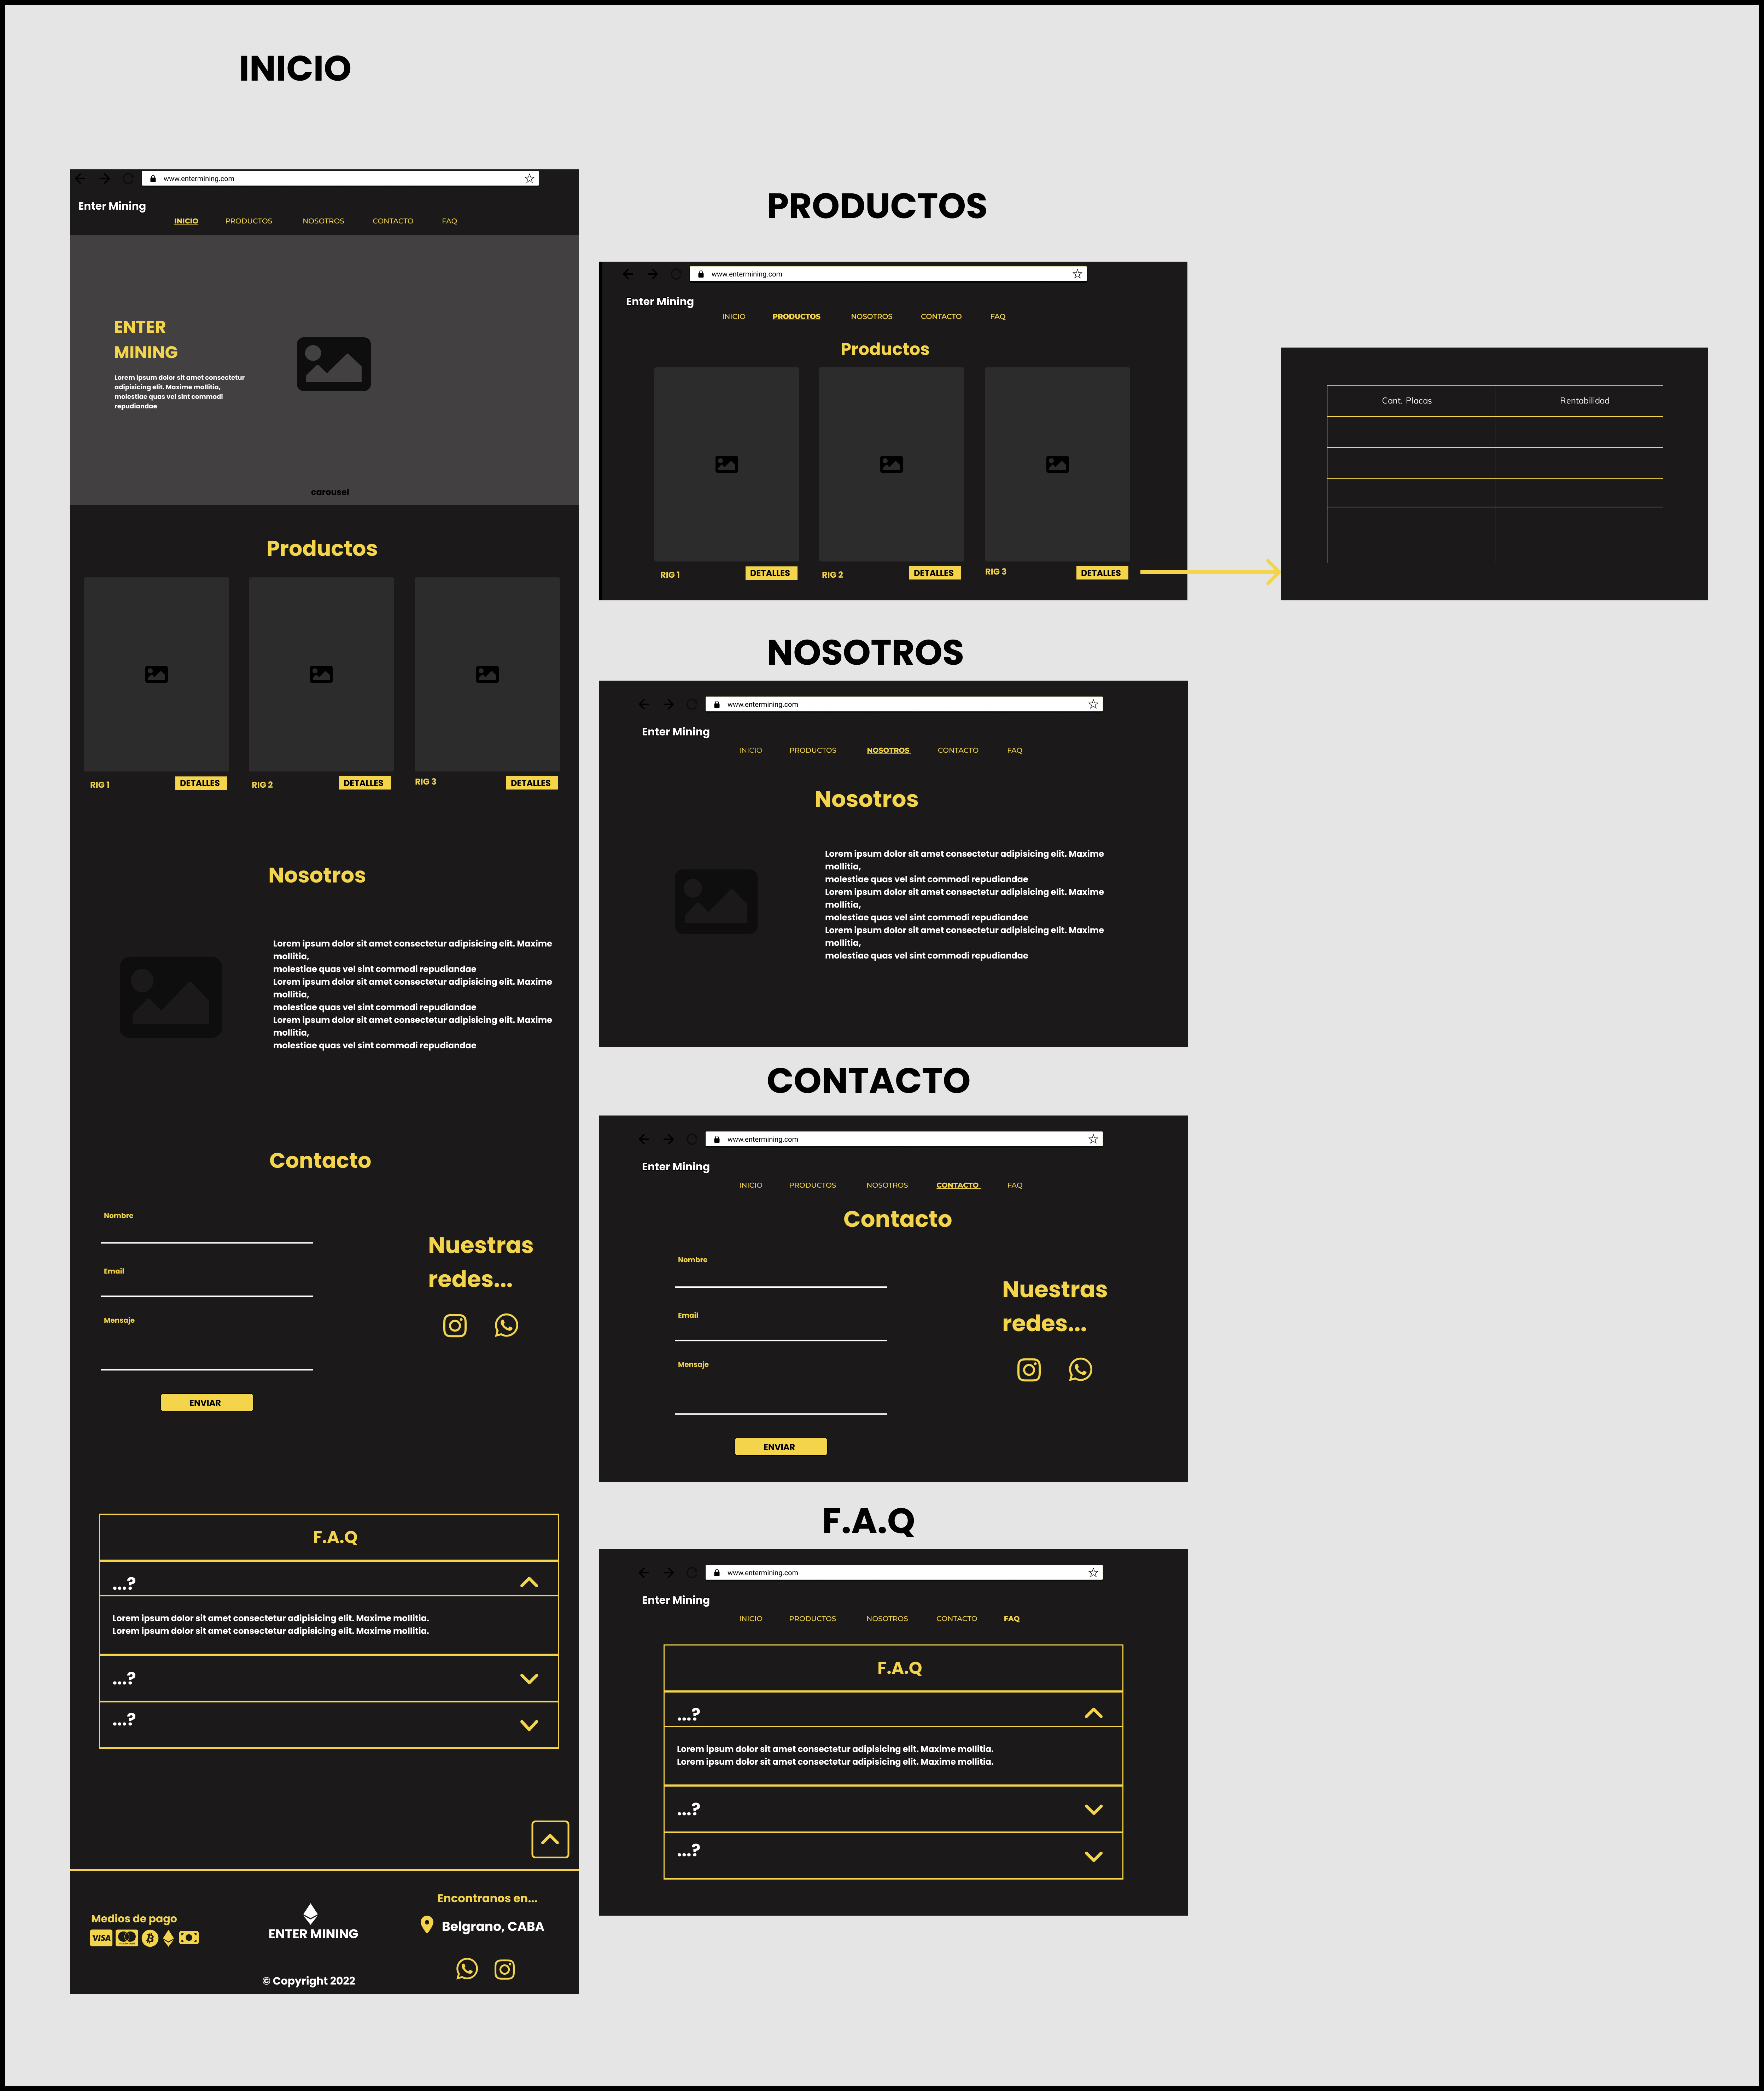 INICIO
www.entermining.com
Enter Mining
INICIO PRODUCTOS NOSOTROS CONTACTO FAQ
ENTER
MINING
Lorem ipsum dolor sit amet consectetur
adipisicing elit. Maxime mollitia,
molestiae quas vel sint commodi
repudiandae
carousel
Productos
RIG 1 DETALLES RIG 2 DETALLES RIG 3 DETALLES
Nosotros
Lorem ipsum dolor sit amet consectetur adipisicing elit. Maxime
mollitia,
molestiae quas vel sint commodi repudiandae
Lorem ipsum dolor sit amet consectetur adipisicing elit. Maxime
mollitia,
molestiae quas vel sint commodi repudiandae
Lorem ipsum dolor sit amet consectetur adipisicing elit. Maxime
mollitia,
molestiae quas vel sint commodi repudiandae
Contacto
Nombre
Email
Mensaje
ENVIAR
Nuestras
redes...
F.A.Q
...?
Lorem ipsum dolor sit amet consectetur adipisicing elit. Maxime mollitia.
Lorem ipsum dolor sit amet consectetur adipisicing elit. Maxime mollitia.
...?
...?
Medios de pago
VISA
ENTER MINING
© Copyright 2022
Encontranos en...
Belgrano, CABA
PRODUCTOS
www.entermining.com
Enter Mining
INICIO PRODUCTOS NOSOTROS CONTACTO FAQ
Productos
RIG 1 DETALLES RIG 2 DETALLES RIG 3 DETALLES
Cant. Placas Rentabilidad
NOSOTROS
www.entermining.com
Enter Mining
INICIO PRODUCTOS NOSOTROS CONTACTO FAQ
Nosotros
Lorem ipsum dolor sit amet consectetur adipisicing elit. Maxime
mollitia,
molestiae quas vel sint commodi repudiandae
Lorem ipsum dolor sit amet consectetur adipisicing elit. Maxime
mollitia,
molestiae quas vel sint commodi repudiandae
Lorem ipsum dolor sit amet consectetur adipisicing elit. Maxime
mollitia,
molestiae quas vel sint commodi repudiandae
CONTACTO
www.entermining.com
Enter Mining
INICIO PRODUCTOS NOSOTROS CONTACTO FAQ
Contacto
Nombre
Email
Mensaje
ENVIAR
Nuestras
redes...
F.A.Q
www.entermining.com
Enter Mining
INICIO PRODUCTOS NOSOTROS CONTACTO FAQ
F.A.Q
...?
Lorem ipsum dolor sit amet consectetur adipisicing elit. Maxime mollitia.
Lorem ipsum dolor sit amet consectetur adipisicing elit. Maxime mollitia.
...?
...?